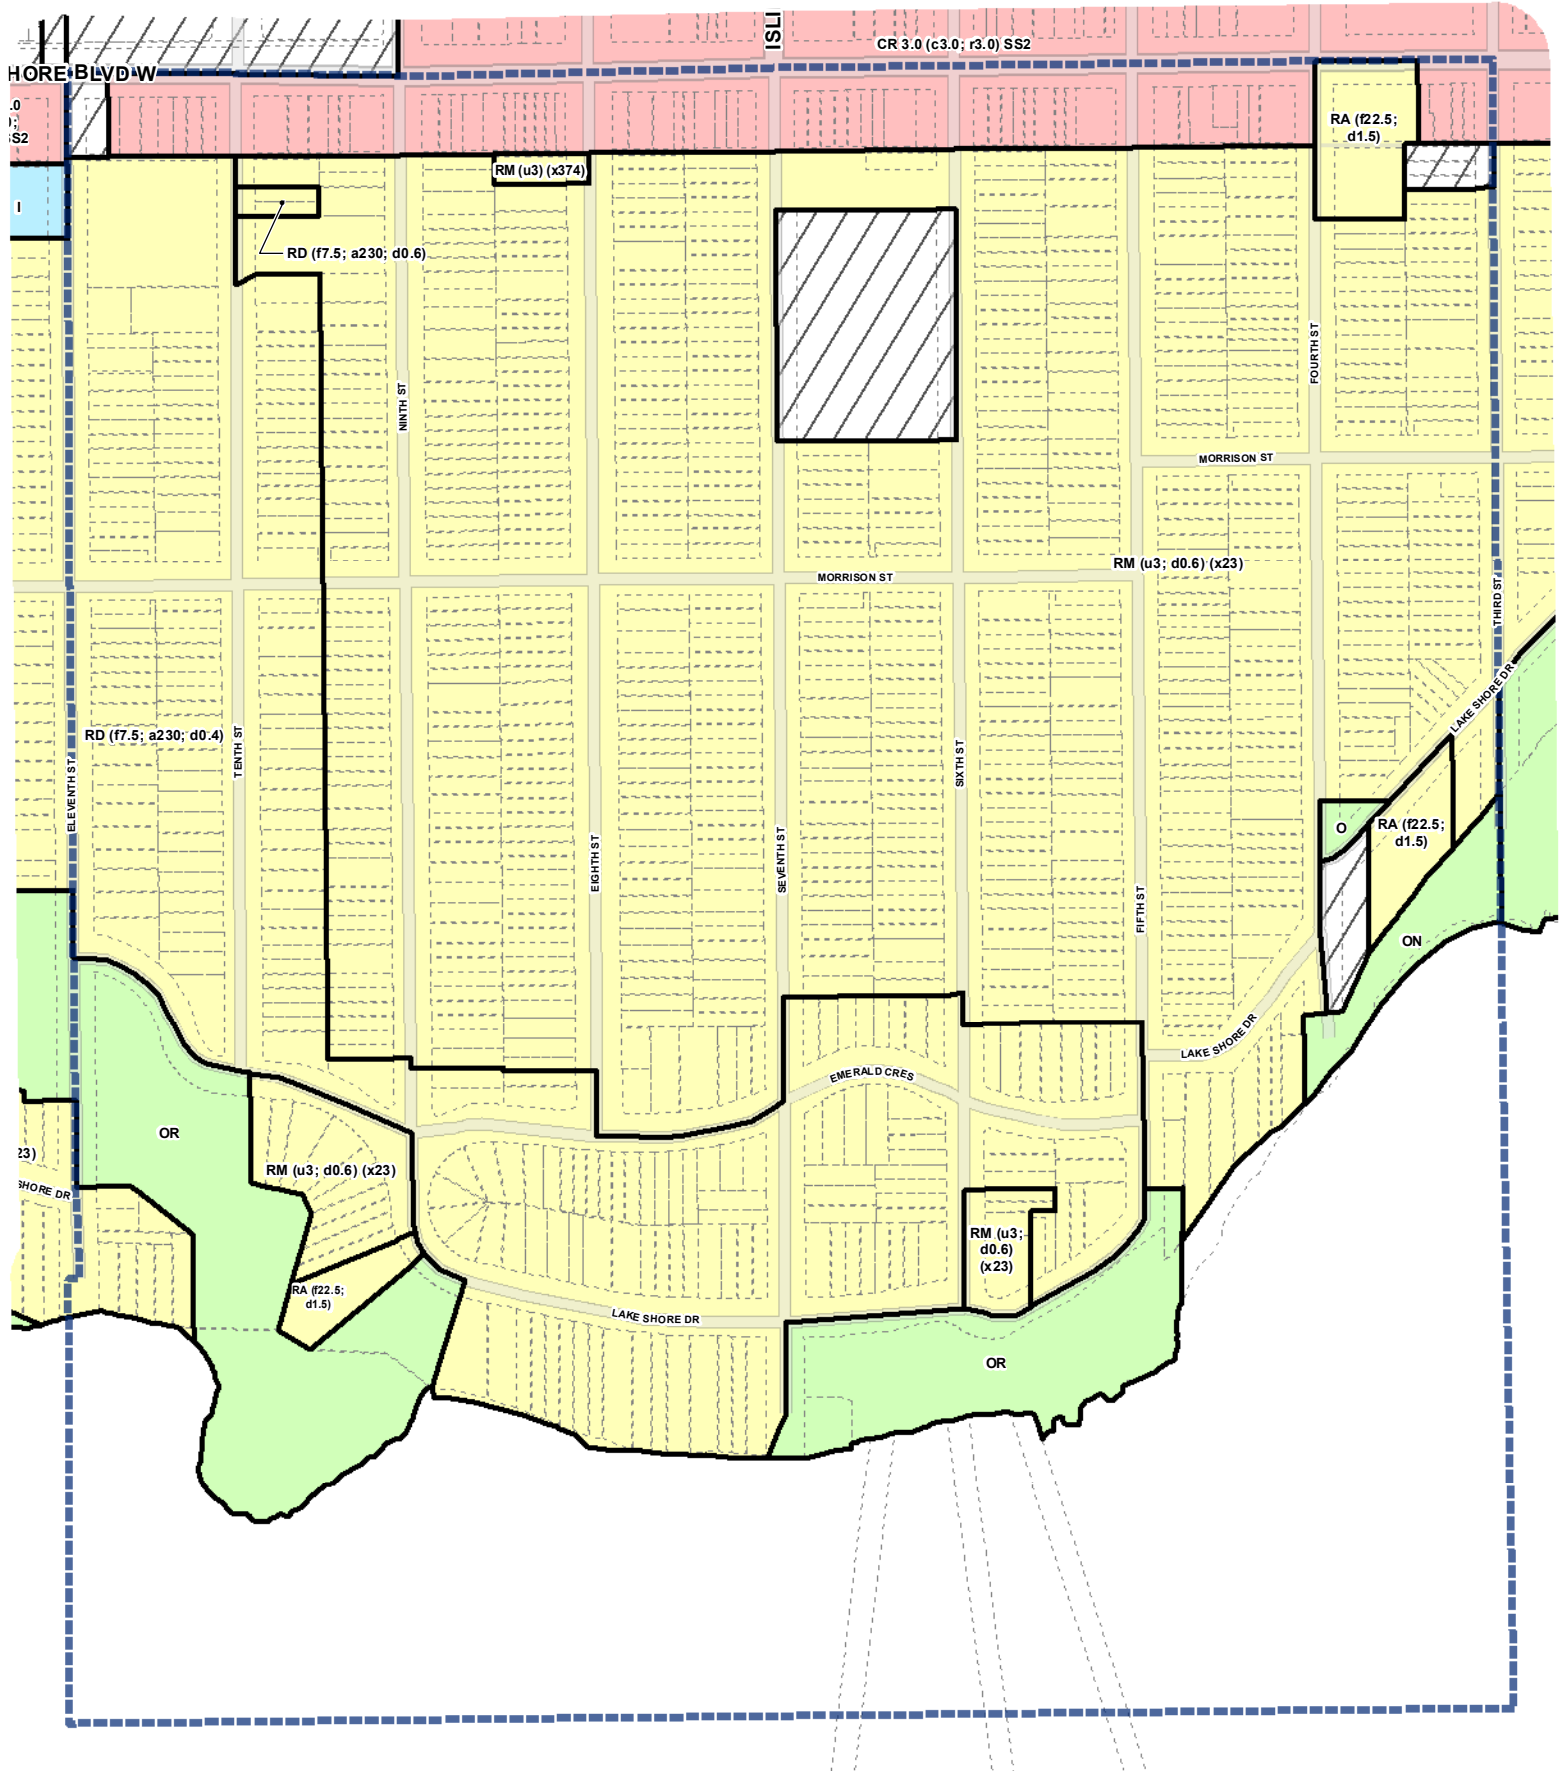 ISLI
CR 3.0 (c3.0; r3.0) SS2
HORE BLVD W
.0
);
SS2
RA (f22.5;
d1.5)
RM (u3) (x374)
I
RD (f7.5; a230; d0.6)
FOURTH ST
NINTH ST
MORRISON ST
RM (u3; d0.6) (x23)
MORRISON ST
THIRD ST
LAKE SHORE DR
RD (f7.5; a230; d0.4)
TENTH ST
SIXTH ST
ELEVENTH ST
O
RA (f22.5;
d1.5)
EIGHTH ST
SEVENTH ST
FIFTH ST
ON
LAKE SHORE DR
EMERALD CRES
OR
23)
RM (u3; d0.6) (x23)
SHORE DR
RM (u3;
d0.6)
(x23)
RA (f22.5;
d1.5)
LAKE SHORE DR
OR